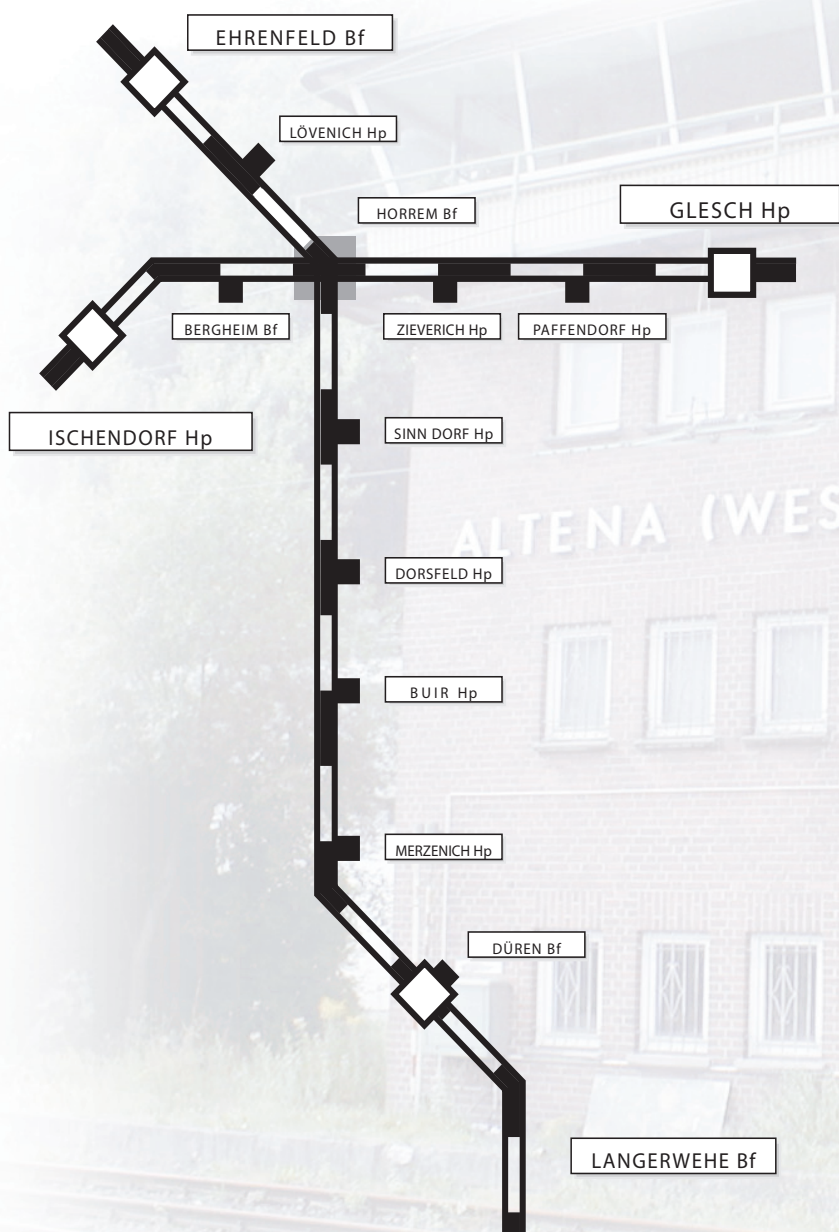 EHRENFELD Bf
LÖVENICH Hp
HORREM Bf
GLESCH Hp
BERGHEIM Bf
ZIEVERICH Hp
PAFFENDORF Hp
ISCHENDORF Hp
SINN DORF Hp
ALTENA (WES
DORSFELD Hp
BUIR Hp
MERZENICH Hp
DÜREN Bf
LANGERWEHE Bf